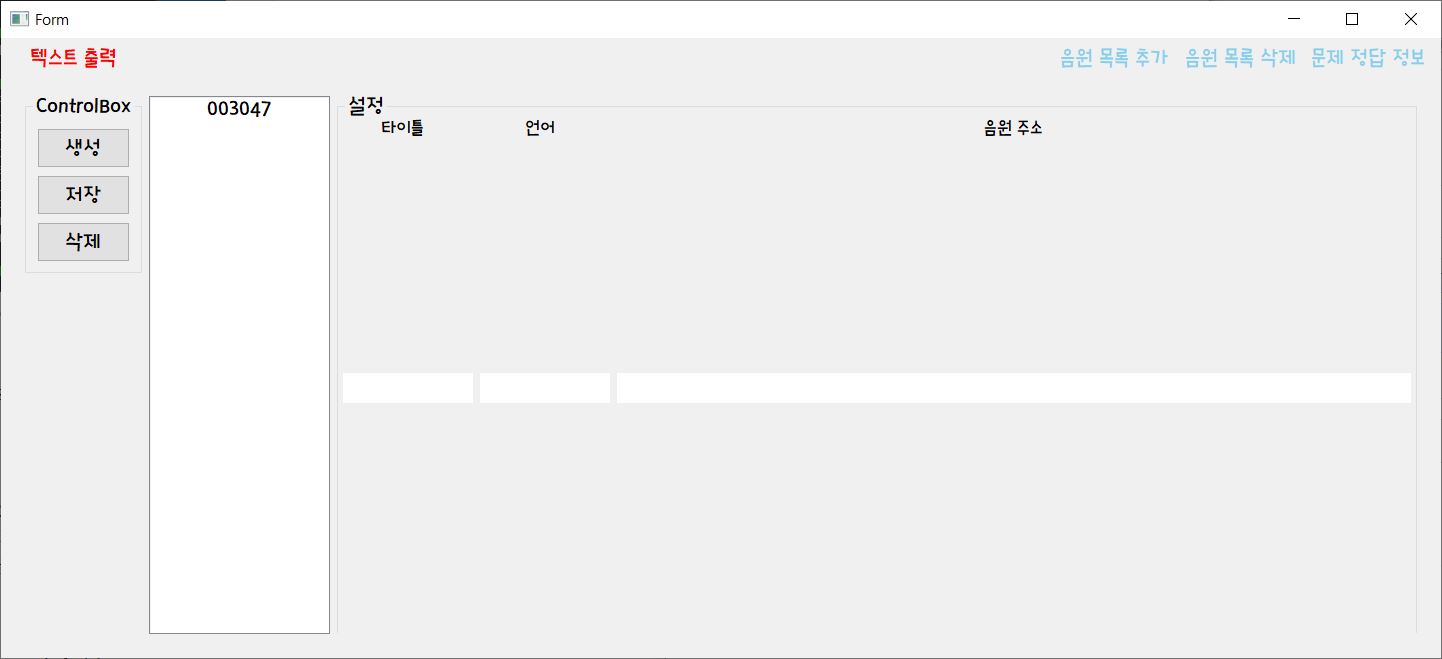 Form
텍스트 출력
음원 목록 추가 음원 목록 삭제 문제 정답 정보
ControlBox
생성
저장
삭제
003047
설정
타이틀 언어 음원 주소